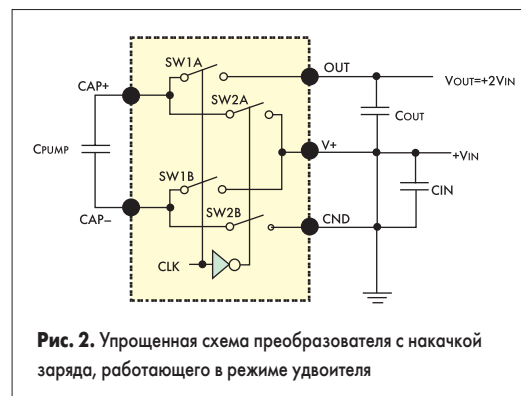 SW1A
OUT
VOUT=+2VIN
CAP+
SW2A
COUT
CPUMP
V+
+VIN
SW1B
CIN
SW2B
CND
CAP–
CLK
Рис. 2. Упрощенная схема преобразователя с накачкой
заряда, работающего в режиме удвоителя